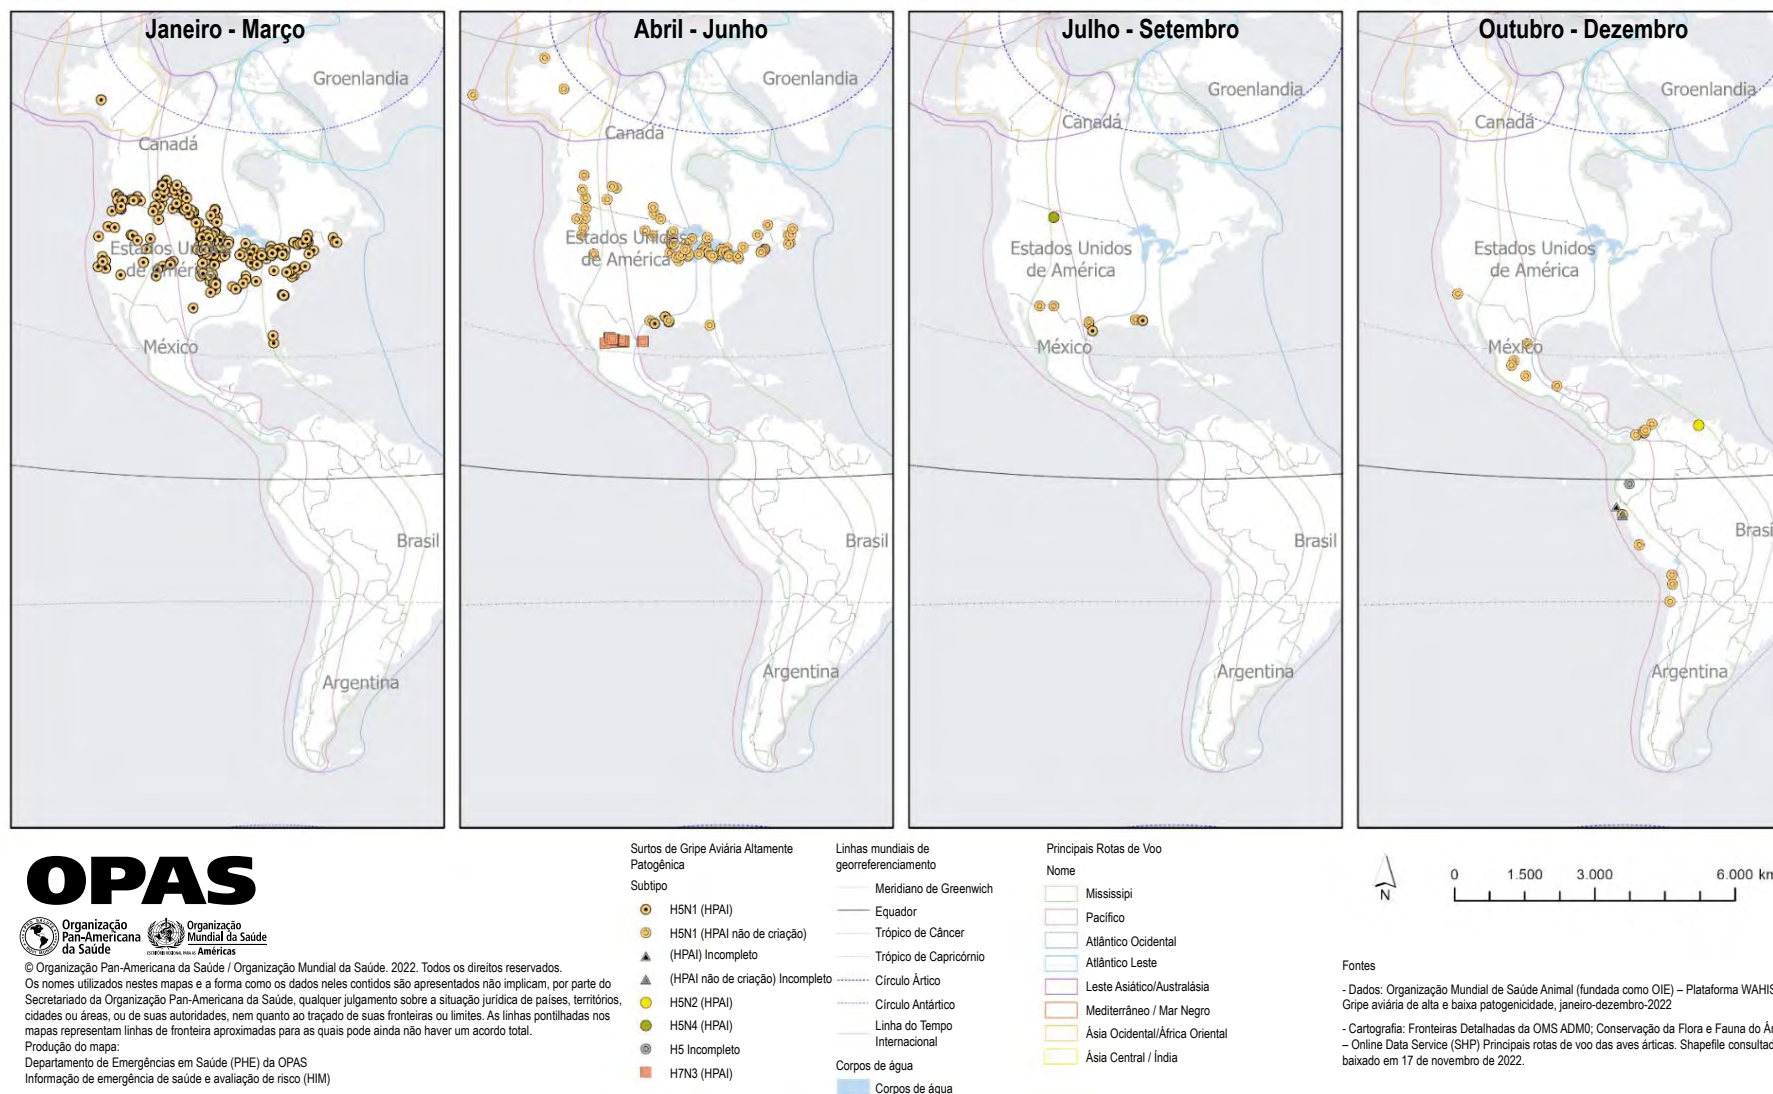 Janeiro - Março
Groenlandia
Canadá
Estados Unidos
de América
México
Brasil
Argentina
Abril - Junho
Groenlandia
Canadá
Estados Unidos
de América
Brasil
Argentina
Julho - Setembro
Groenlandia
Canadá
Estados Unidos
de América
México
Brasil
Argentina
Outubro - Dezembro
Groenlandia
Canadá
Estados Unidos
de América
México
Brasi
Argentina
OPAS
Organização
Pan-Americana
da Saúde
Organização
Mundial da Saúde
Américas
© Organização Pan-Americana da Saúde / Organização Mundial da Saúde. 2022. Todos os direitos reservados.
Os nomes utilizados nestes mapas e a forma como os dados neles contidos são apresentados não implicam, por parte do
Secretariado da Organização Pan-Americana da Saúde, qualquer julgamento sobre a situação jurídica de países, territórios,
cidades ou áreas, ou de suas autoridades, nem quanto ao traçado de suas fronteiras ou limites. As linhas pontilhadas nos
mapas representam linhas de fronteira aproximadas para as quais pode ainda não haver um acordo total.
Produção do mapa:
Departamento de Emergências em Saúde (PHE) da OPAS
Informação de emergência de saúde e avaliação de risco (HIM)
Surtos de Gripe Aviária Altamente
Patogênica
Subtipo
H5N1 (HPAI)
H5N1 (HPAI não de criação)
(HPAI) Incompleto
(HPAI não de criação) Incompleto
H5N2 (HPAI)
H5N4 (HPAI)
H5 Incompleto
H7N3 (HPAI)
Linhas mundiais de
georreferenciamento
Meridiano de Greenwich
Equador
Trópico de Câncer
Trópico de Capricórnio
Círculo Ártico
Círculo Antártico
Linha do Tempo
Internacional
Corpos de água
Corpos de água
Principais Rotas de Voo
Nome
Mississipi
Pacífico
Atlântico Ocidental
Atlântico Leste
Leste Asiático/Australásia
Mediterrâneo / Mar Negro
Ásia Ocidental/África Oriental
Ásia Central / Índia
N
0 1.500 3.000 6.000 km
Fontes
- Dados: Organização Mundial de Saúde Animal (fundada como OIE) – Plataforma WAHIS
Gripe aviária de alta e baixa patogenicidade, janeiro-dezembro-2022
- Cartografia: Fronteiras Detalhadas da OMS ADM0; Conservação da Flora e Fauna do Ár
– Online Data Service (SHP) Principais rotas de voo das aves árticas. Shapefile consultad
baixado em 17 de novembro de 2022.